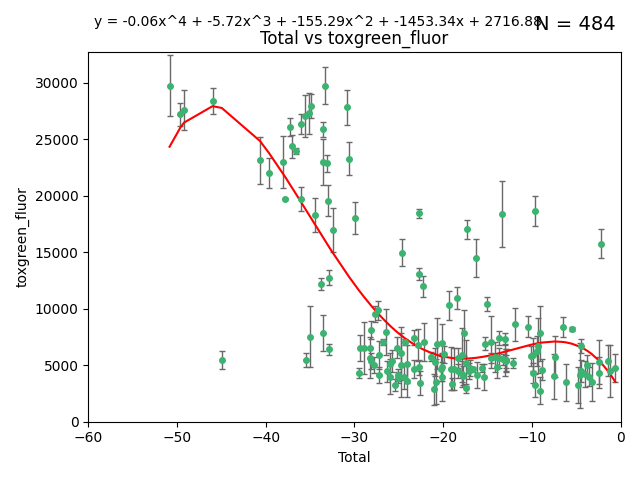 y = -0.06x^4 + -5.72x^3 + -155.29x^2 + -1453.34x + 2716.88
N = 484
Total vs toxgreen_fluor
30000
25000
20000
15000
10000
5000
0
toxgreen_fluor
−60 −50 −40 −30 −20 −10 0
Total